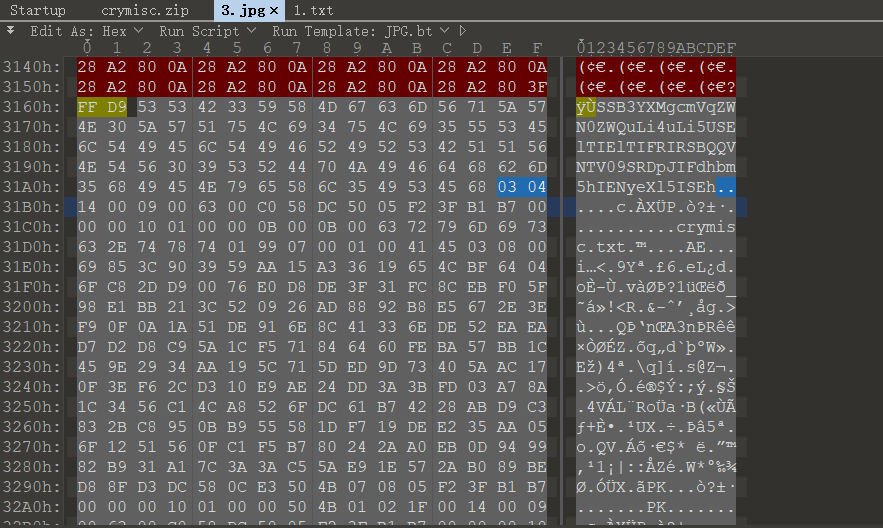 Startup crymisc.zip 3.jpg × 1.txt
Edit As: Hex Run Script Run Template: JPG.bt
0 1 2 3 4 5 6 7 8 9 A B C D E F 0123456789ABCDEF
3140h: 28 A2 80 0A 28 A2 80 0A 28 A2 80 0A 28 A2 80 0A (¢€.(¢€.(¢€.(¢€.
3150h: 28 A2 80 0A 28 A2 80 0A 28 A2 80 0A 28 A2 80 3F (¢€.(¢€.(¢€.(¢€?
3160h: FF D9 53 53 42 33 59 58 4D 67 63 6D 56 71 5A 57 ÿÙSSB3YXMgcmVqZW
3170h: 4E 30 5A 57 51 75 4C 69 34 75 4C 69 35 55 53 45 N0ZWQuLi4uLi5USE
3180h: 6C 54 49 45 6C 54 49 46 52 49 52 53 42 51 51 56 lTIElTIFRIRSBQQV
3190h: 4E 54 56 30 39 53 52 44 70 4A 49 46 64 68 62 6D NTV09SRDpJIFdhbm
31A0h: 35 68 49 45 4E 79 65 58 6C 35 49 53 45 68 03 04 5hIENyeXl5ISEh..
31B0h: 14 00 09 00 63 00 C0 58 DC 50 05 F2 3F B1 B7 00 ....c.ÀXÜP.ò?±·.
31C0h: 00 00 10 01 00 00 0B 00 0B 00 63 72 79 6D 69 73 ..........crymis
31D0h: 63 2E 74 78 74 01 99 07 00 01 00 41 45 03 08 00 c.txt.™....AE...
31E0h: 69 85 3C 90 39 59 AA 15 A3 36 19 65 4C BF 64 04 i…<.9Yª.£6.eL¿d.
31F0h: 6F C8 2D D9 00 76 E0 D8 DE 3F 31 FC 8C EB F0 5F oÈ-Ù.vàØÞ?1üŒëð_
3200h: 98 E1 BB 21 3C 52 09 26 AD 88 92 B8 E5 67 2E 3E ˜á»!<R.&-ˆ’¸åg.>
3210h: F9 0F 0A 1A 51 DE 91 6E 8C 41 33 6E DE 52 EA EA ù...QÞ‘nŒA3nÞRêê
3220h: D7 D2 D8 C9 5A 1C F5 71 84 64 60 FE BA 57 BB 1C ×ÒØÉZ.õq„d`þºW».
3230h: 45 9E 29 34 AA 19 5C 71 5D ED 9D 73 40 5A AC 17 Ež)4ª.\q]í.s@Z¬.
3240h: 0F 3E F6 2C D3 10 E9 AE 24 DD 3A 3B FD 03 A7 8A .>ö,Ó.é®$Ý:;ý.§Š
3250h: 1C 34 56 C1 4C A8 52 6F DC 61 B7 42 28 AB D9 C3 .4VÁL¨RoÜa·B(«ÙÃ
3260h: 83 2B C8 95 0B B9 55 58 1D F7 19 DE E2 35 AA 05 ƒ+È•.¹UX.÷.Þâ5ª.
3270h: 6F 12 51 56 0F C1 F5 F7 80 24 2A A0 EB 0D 94 99 o.QV.Áõ÷€$* ë.”™
3280h: 82 B9 31 A1 7C 3A 3A C5 5A E9 1E 57 2A B0 89 BE ‚¹1¡|::ÅZé.W*°‰¾
3290h: D8 8F D3 DC 58 0C E3 50 4B 07 08 05 F2 3F B1 B7 Ø.ÓÜX.ãPK...ò?±·
32A0h: 00 00 00 10 01 00 00 50 4B 01 02 1F 00 14 00 09 .......PK.......